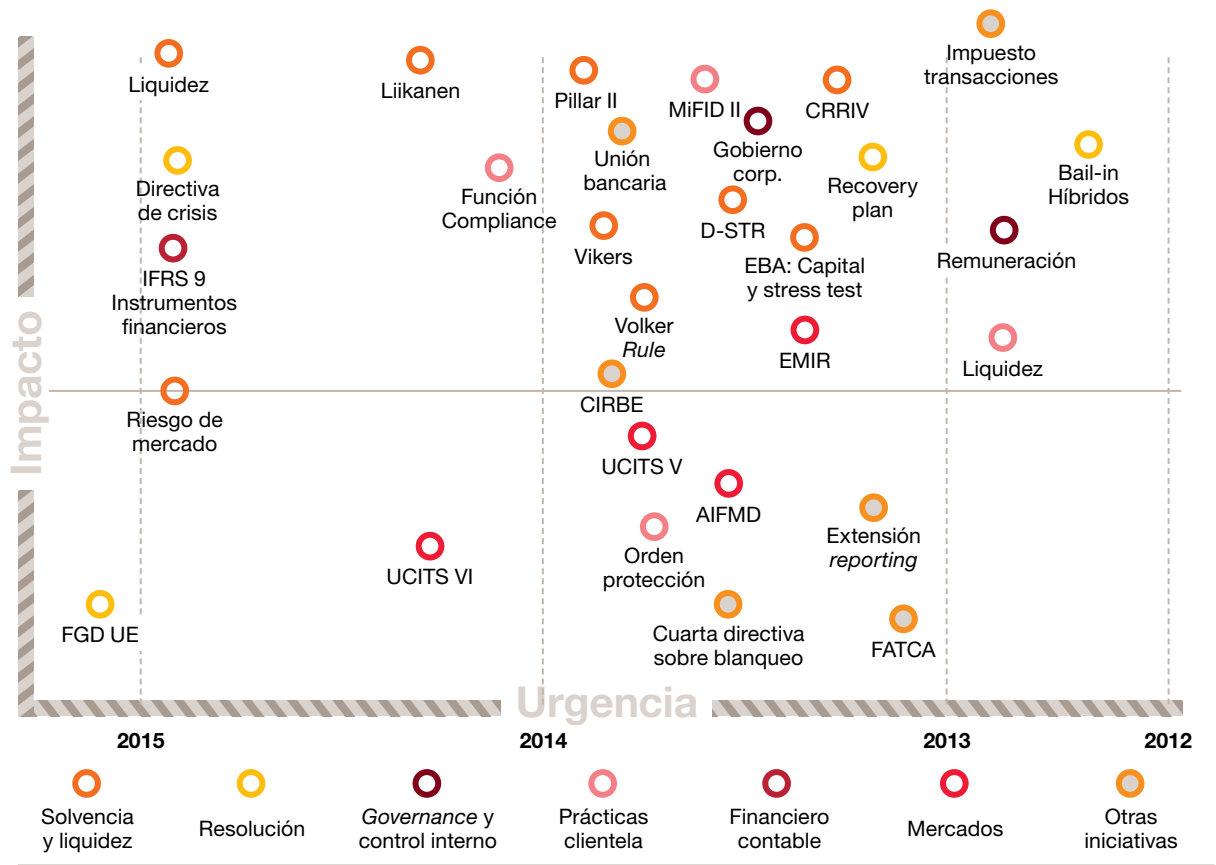 Impuesto
transacciones
Liquidez
Liikanen
Pillar II
MiFID II
CRRIV
Unión
bancaria
Gobierno
corp.
Directiva
de crisis
Función
Compliance
Recovery
plan
Bail-in
Híbridos
Vikers
D-STR
EBA: Capital
y stress test
Remuneración
IFRS 9
Instrumentos
financieros
Volker
Rule
EMIR
Liquidez
CIRBE
Riesgo de
mercado
UCITS V
AIFMD
Orden
protección
Extensión
reporting
UCITS VI
FGD UE
Cuarta directiva
sobre blanqueo
FATCA
Impacto
Urgencia
2015
2014
2013
2012
Solvencia
y liquidez
Resolución
Governance y
control interno
Prácticas
clientela
Financiero
contable
Mercados
Otras
iniciativas